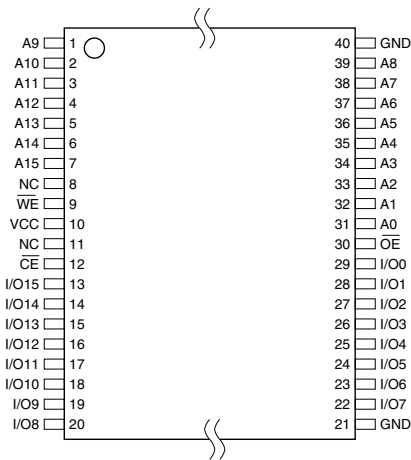 A9 1 40 GND
A10 2 39 A8
A11 3 38 A7
A12 4 37 A6
A13 5 36 A5
A14 6 35 A4
A15 7 34 A3
NC 8 33 A2
W̅E̅ 9 32 A1
VCC 10 31 A0
NC 11 30 O̅E̅
C̅E̅ 12 29 I/O0
I/O15 13 28 I/O1
I/O14 14 27 I/O2
I/O13 15 26 I/O3
I/O12 16 25 I/O4
I/O11 17 24 I/O5
I/O10 18 23 I/O6
I/O9 19 22 I/O7
I/O8 20 21 GND